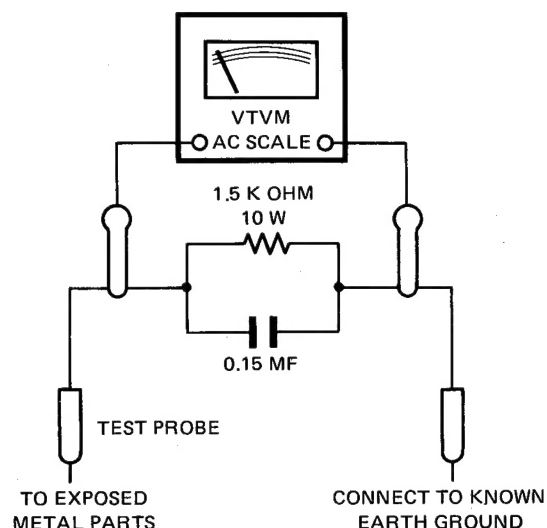 VTVM
AC SCALE
1.5 K OHM
10 W
0.15 MF
TEST PROBE
TO EXPOSED
METAL PARTS
CONNECT TO KNOWN
EARTH GROUND